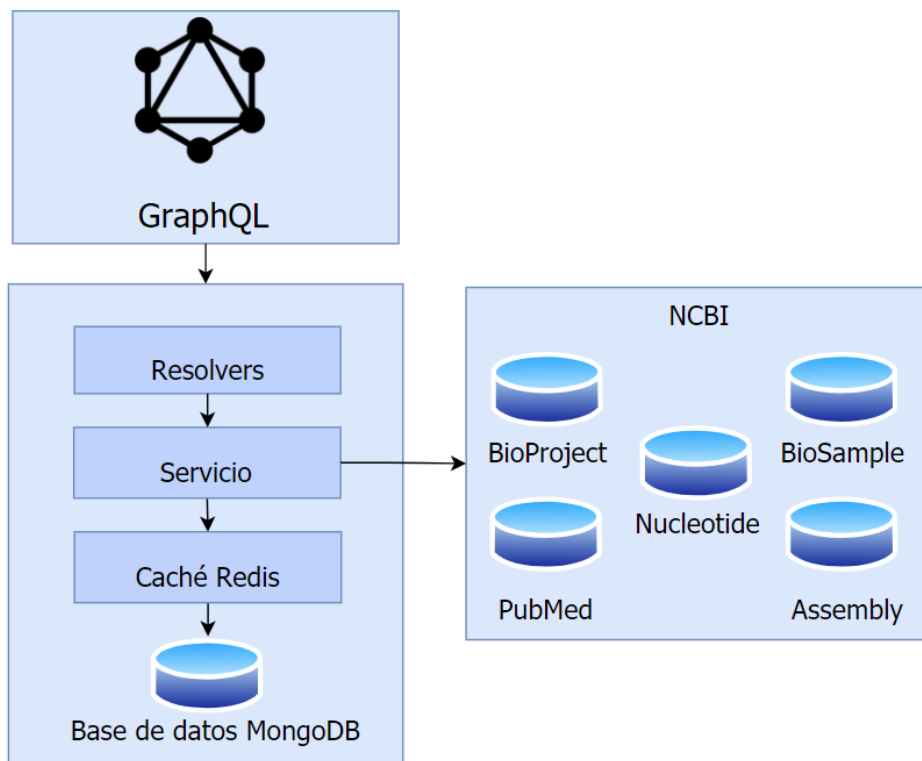 GraphQL
Resolvers
Servicio
Caché Redis
Base de datos MongoDB
NCBI
BioProject
BioSample
Nucleotide
PubMed
Assembly